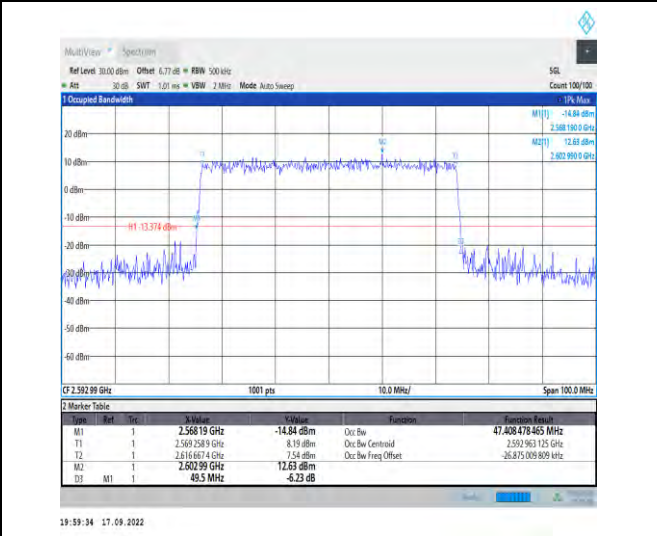 MultiView Spectrum
Ref Level 30.00 dBm Offset 6.77 dB RBW 500 kHz SGL
Att 30 dB SWT 1.01 ms VBW 2 MHz Mode Auto Sweep Count 100/100
1 Occupied Bandwidth 1Pk Max
M1[1] -14.84 dBm
2.568 190 0 GHz
M2[1] 12.63 dBm
2.602 990 0 GHz
20 dBm
10 dBm
0 dBm
-10 dBm
H1 -13.374 dBm
-20 dBm
-30 dBm
-40 dBm
-50 dBm
-60 dBm
T1
M2
T2
M1
D3
CF 2.592 99 GHz 1001 pts 10.0 MHz/ Span 100.0 MHz
2 Marker Table
Type Ref Trc X-Value Y-Value Function Function Result
M1 1 2.568 19 GHz -14.84 dBm Occ Bw 47.408 478 465 MHz
T1 1 2.569 258 9 GHz 8.19 dBm Occ Bw Centroid 2.592 963 125 GHz
T2 1 2.616 667 4 GHz 7.54 dBm Occ Bw Freq Offset -26.875 009 809 kHz
M2 1 2.602 99 GHz 12.63 dBm
D3 M1 1 49.5 MHz -6.23 dB
19:59:34 17.09.2022